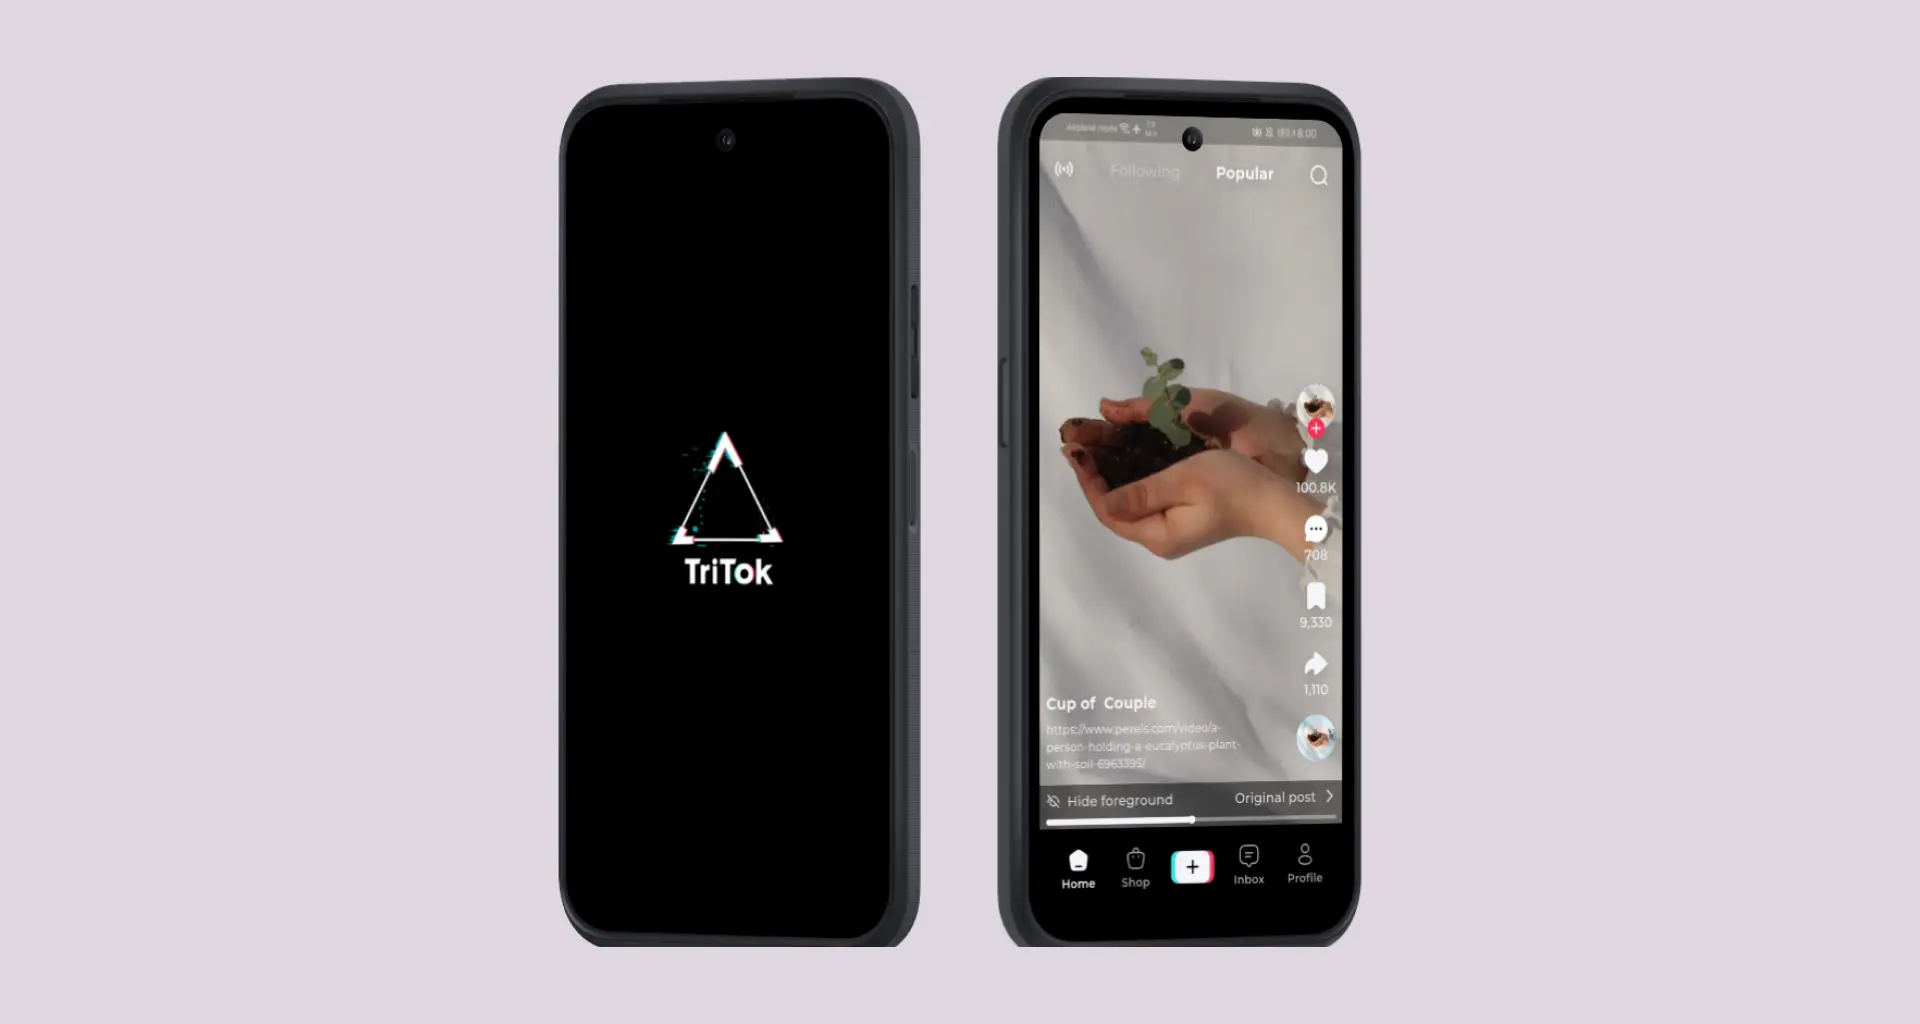 TriTok
Airplane mode
8:00
Following
Popular
100.8K
708
9,330
1,110
Cup of Couple
https://www.pexels.com/video/a-
person-holding-a-eucalyptus-plant-
with-soil-6963395/
Hide foreground
Original post
Home
Shop
Inbox
Profile